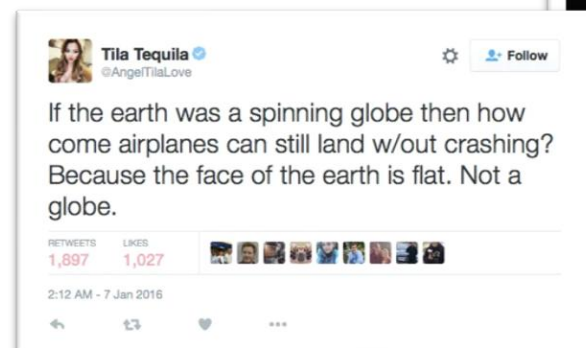 Tila Tequila
@AngelTilaLove
Follow
If the earth was a spinning globe then how
come airplanes can still land w/out crashing?
Because the face of the earth is flat. Not a
globe.
RETWEETS LIKES
1,897 1,027
2:12 AM - 7 Jan 2016